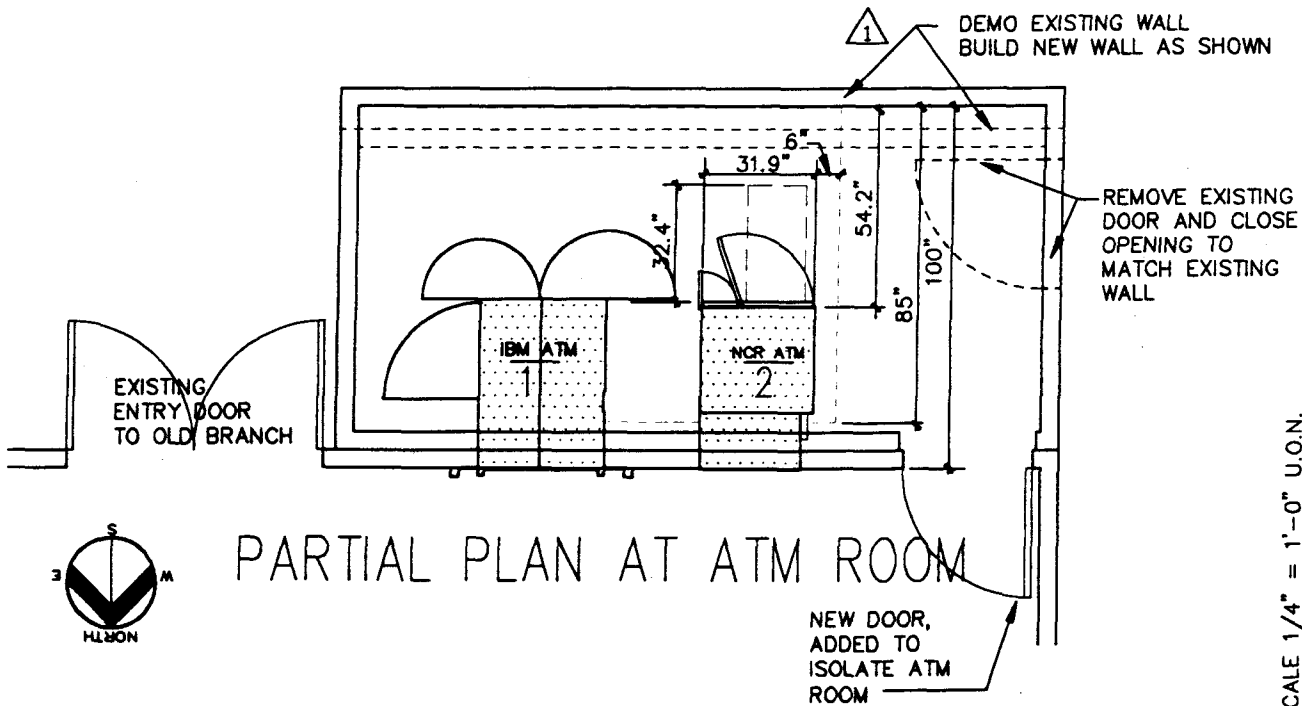 1
DEMO EXISTING WALL
BUILD NEW WALL AS SHOWN
6"
31.9"
32.4"
54.2"
85"
100"
REMOVE EXISTING
DOOR AND CLOSE
OPENING TO
MATCH EXISTING
WALL
IBM ATM
1
NCR ATM
2
EXISTING
ENTRY DOOR
TO OLD BRANCH
S
E
W
NORTH
PARTIAL PLAN AT ATM ROOM
NEW DOOR,
ADDED TO
ISOLATE ATM
ROOM
CALE 1/4" = 1'-0" U.O.N.